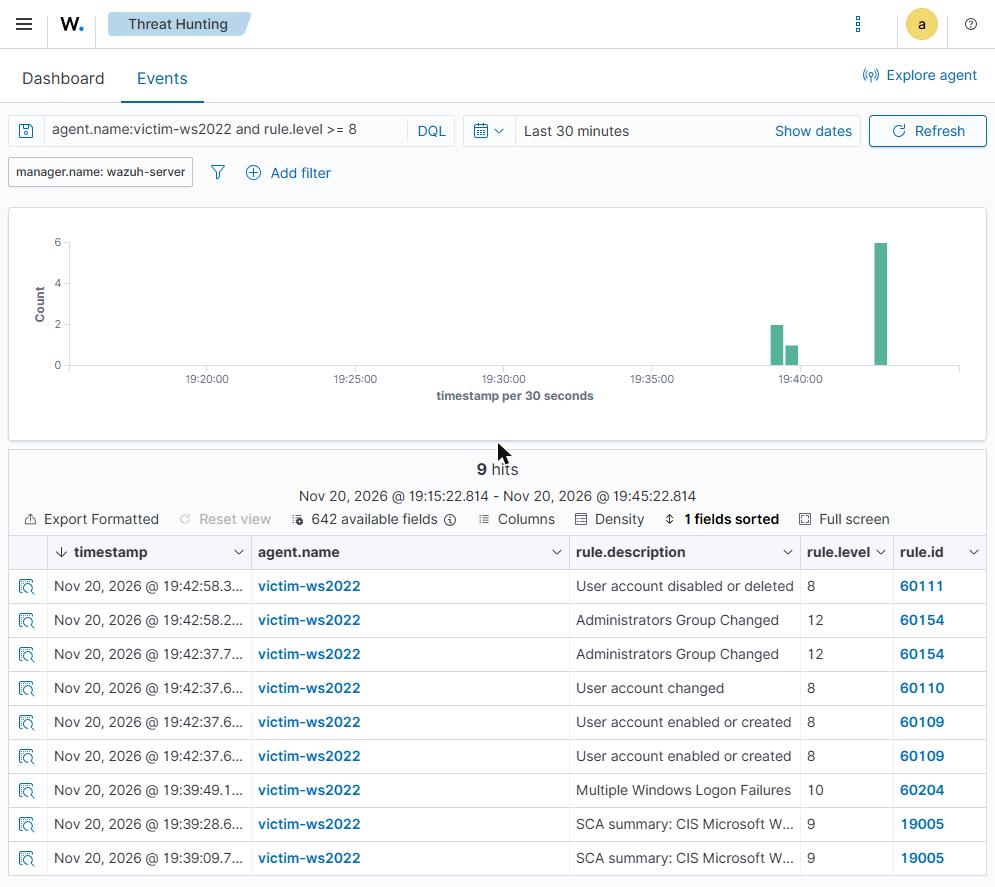 W. Threat Hunting a
Dashboard Events Explore agent
agent.name:victim-ws2022 and rule.level >= 8 DQL Last 30 minutes Show dates Refresh
manager.name: wazuh-server Add filter
6
4
2
0
Count
19:20:00 19:25:00 19:30:00 19:35:00 19:40:00
timestamp per 30 seconds
9 hits
Nov 20, 2026 @ 19:15:22.814 - Nov 20, 2026 @ 19:45:22.814
Export Formatted Reset view 642 available fields Columns Density 1 fields sorted Full screen
timestamp agent.name rule.description rule.level rule.id
Nov 20, 2026 @ 19:42:58.3... victim-ws2022 User account disabled or deleted 8 60111
Nov 20, 2026 @ 19:42:58.2... victim-ws2022 Administrators Group Changed 12 60154
Nov 20, 2026 @ 19:42:37.7... victim-ws2022 Administrators Group Changed 12 60154
Nov 20, 2026 @ 19:42:37.6... victim-ws2022 User account changed 8 60110
Nov 20, 2026 @ 19:42:37.6... victim-ws2022 User account enabled or created 8 60109
Nov 20, 2026 @ 19:42:37.6... victim-ws2022 User account enabled or created 8 60109
Nov 20, 2026 @ 19:39:49.1... victim-ws2022 Multiple Windows Logon Failures 10 60204
Nov 20, 2026 @ 19:39:28.6... victim-ws2022 SCA summary: CIS Microsoft W... 9 19005
Nov 20, 2026 @ 19:39:09.7... victim-ws2022 SCA summary: CIS Microsoft W... 9 19005